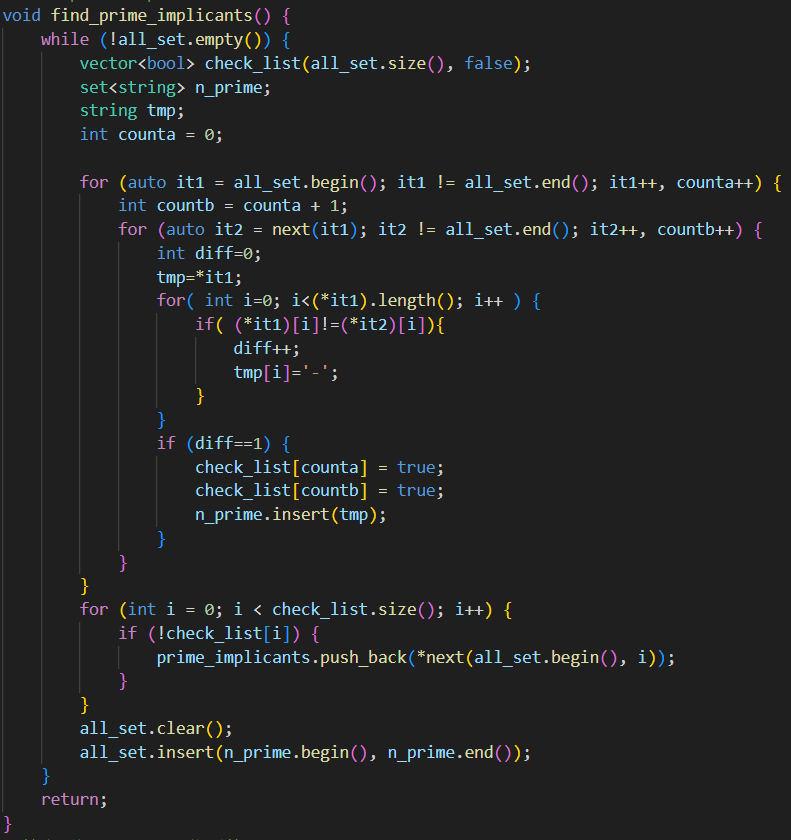 void find_prime_implicants() {
    while (!all_set.empty()) {
        vector<bool> check_list(all_set.size(), false);
        set<string> n_prime;
        string tmp;
        int counta = 0;

        for (auto it1 = all_set.begin(); it1 != all_set.end(); it1++, counta++) {
            int countb = counta + 1;
            for (auto it2 = next(it1); it2 != all_set.end(); it2++, countb++) {
                int diff=0;
                tmp=*it1;
                for( int i=0; i<(*it1).length(); i++ ) {
                    if( (*it1)[i]!=(*it2)[i]){
                        diff++;
                        tmp[i]='-';
                    }
                }
                if (diff==1) {
                    check_list[counta] = true;
                    check_list[countb] = true;
                    n_prime.insert(tmp);
                }
            }
        }
        for (int i = 0; i < check_list.size(); i++) {
            if (!check_list[i]) {
                prime_implicants.push_back(*next(all_set.begin(), i));
            }
        }
        all_set.clear();
        all_set.insert(n_prime.begin(), n_prime.end());
    }
    return;
}